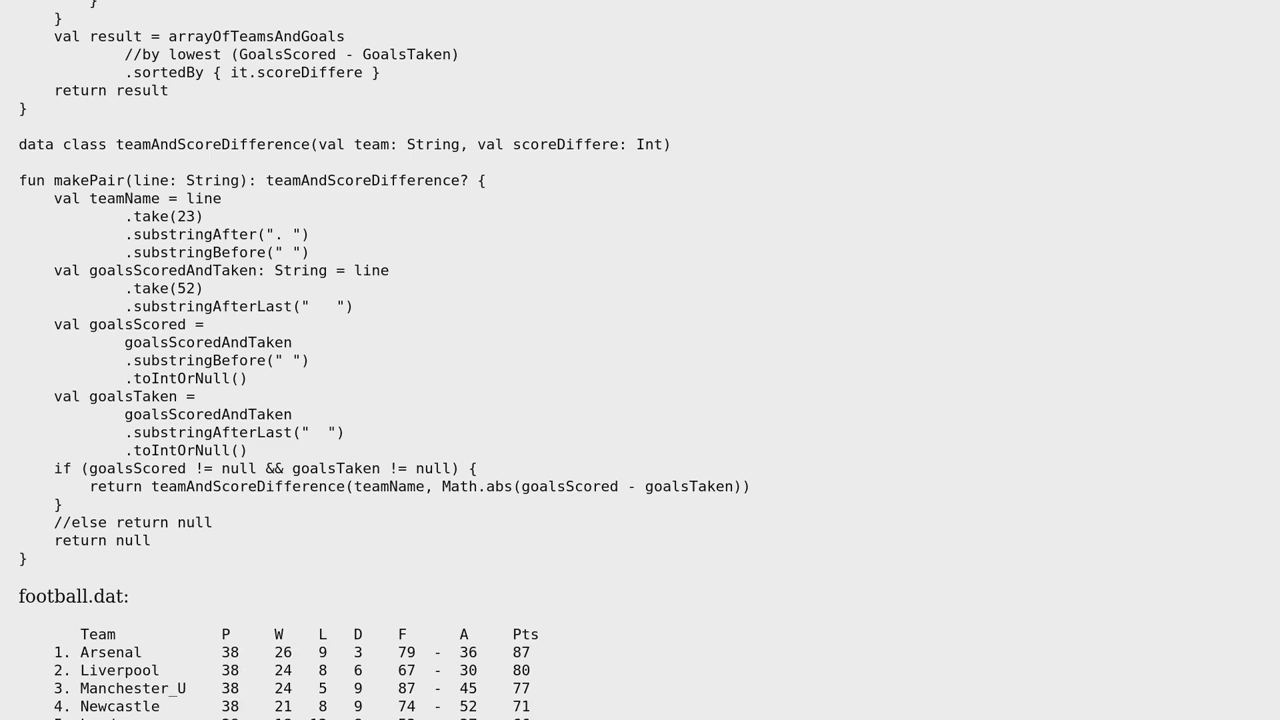 }
    }
    val result = arrayOfTeamsAndGoals
            //by lowest (GoalsScored - GoalsTaken)
            .sortedBy { it.scoreDiffere }
    return result
}

data class teamAndScoreDifference(val team: String, val scoreDiffere: Int)

fun makePair(line: String): teamAndScoreDifference? {
    val teamName = line
            .take(23)
            .substringAfter(". ")
            .substringBefore(" ")
    val goalsScoredAndTaken: String = line
            .take(52)
            .substringAfterLast("   ")
    val goalsScored =
            goalsScoredAndTaken
            .substringBefore(" ")
            .toIntOrNull()
    val goalsTaken =
            goalsScoredAndTaken
            .substringAfterLast("  ")
            .toIntOrNull()
    if (goalsScored != null && goalsTaken != null) {
        return teamAndScoreDifference(teamName, Math.abs(goalsScored - goalsTaken))
    }
    //else return null
    return null
}

football.dat:

       Team            P     W    L   D    F      A     Pts
    1. Arsenal         38    26   9   3    79  -  36    87
    2. Liverpool       38    24   8   6    67  -  30    80
    3. Manchester_U    38    24   5   9    87  -  45    77
    4. Newcastle       38    21   8   9    74  -  52    71